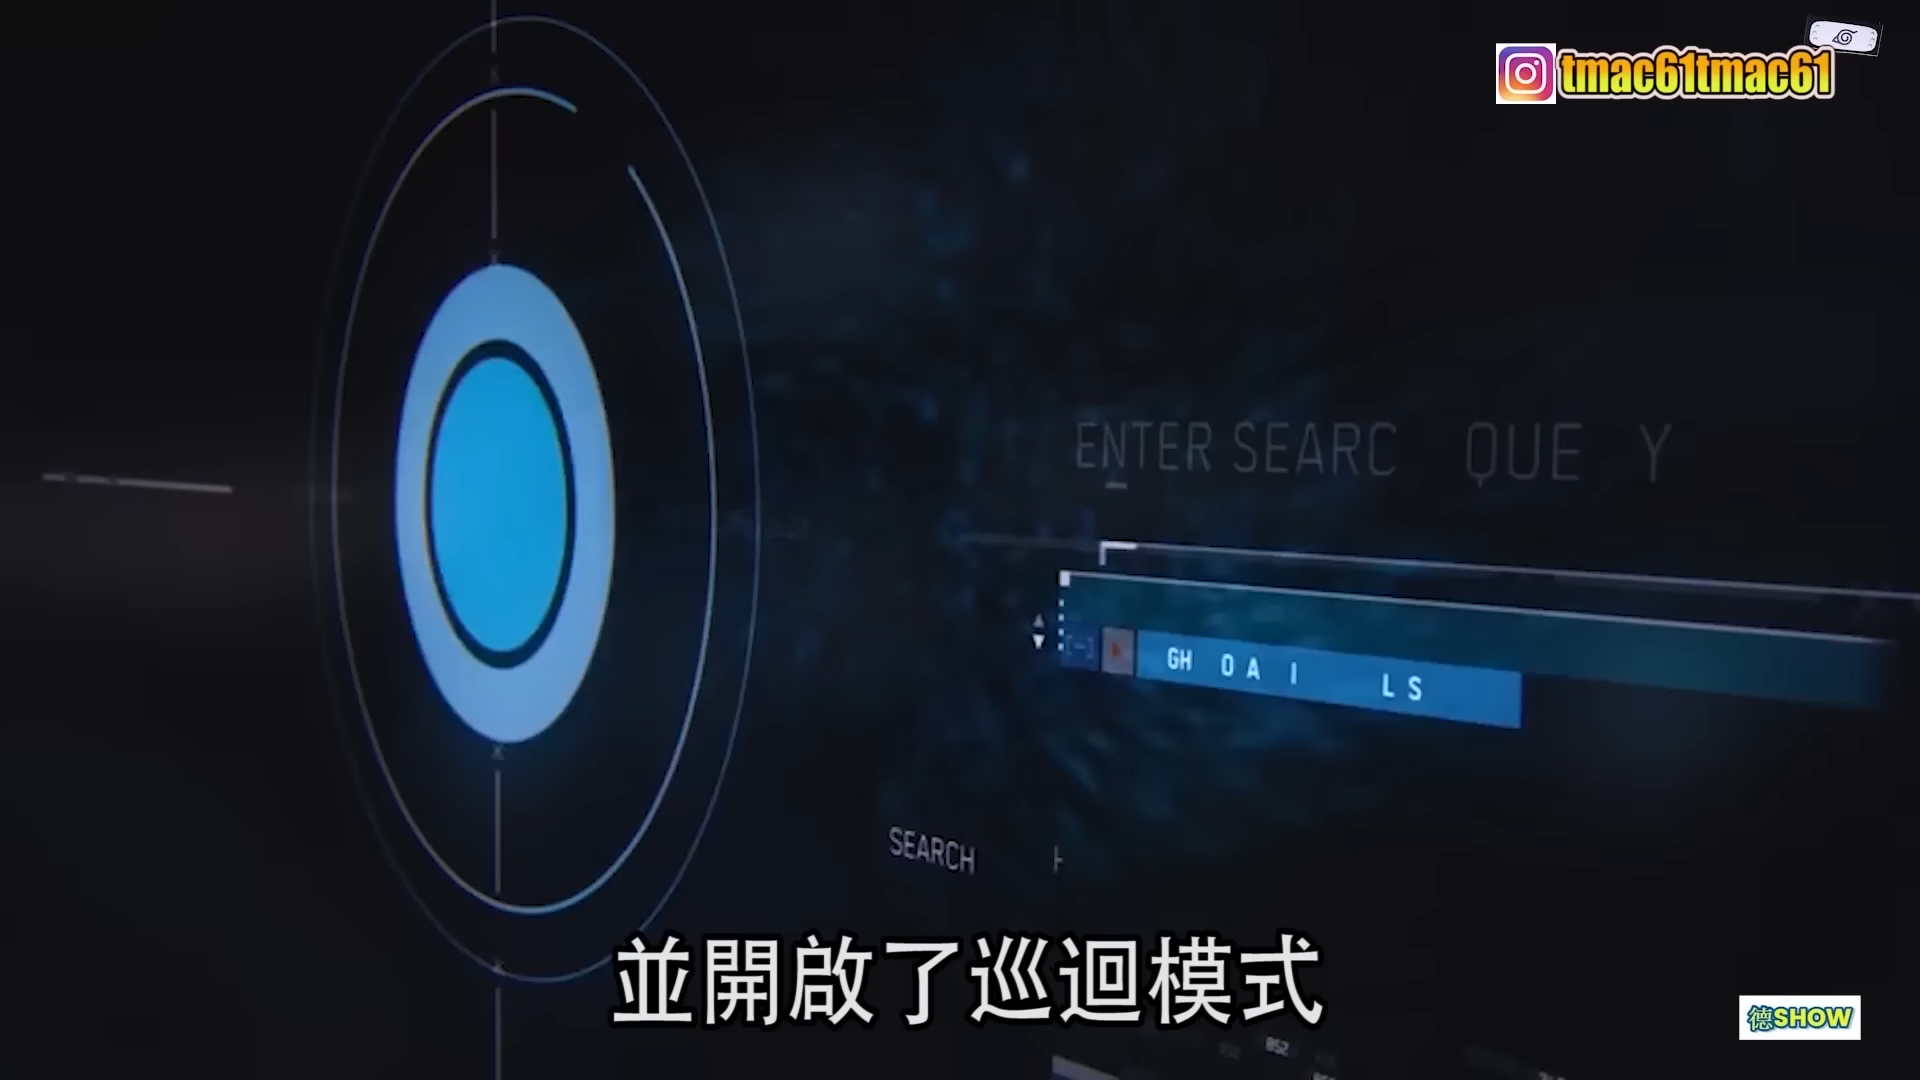 tmac61tmac61
ENTER SEARC QUE Y
GH O A I L S
SEARCH H
並開啟了巡迴模式
852
德SHOW